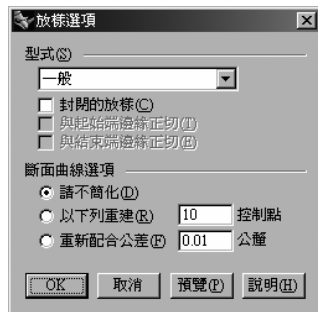 放樣選項
型式(S)
一般
封閉的放樣(C)
與起始端邊緣正切(T)
與結束端邊緣正切(E)
斷面曲線選項
請不簡化(D)
以下列重建(R) 10 控制點
重新配合公差(F) 0.01 公釐
OK 取消 預覽(P) 說明(H)